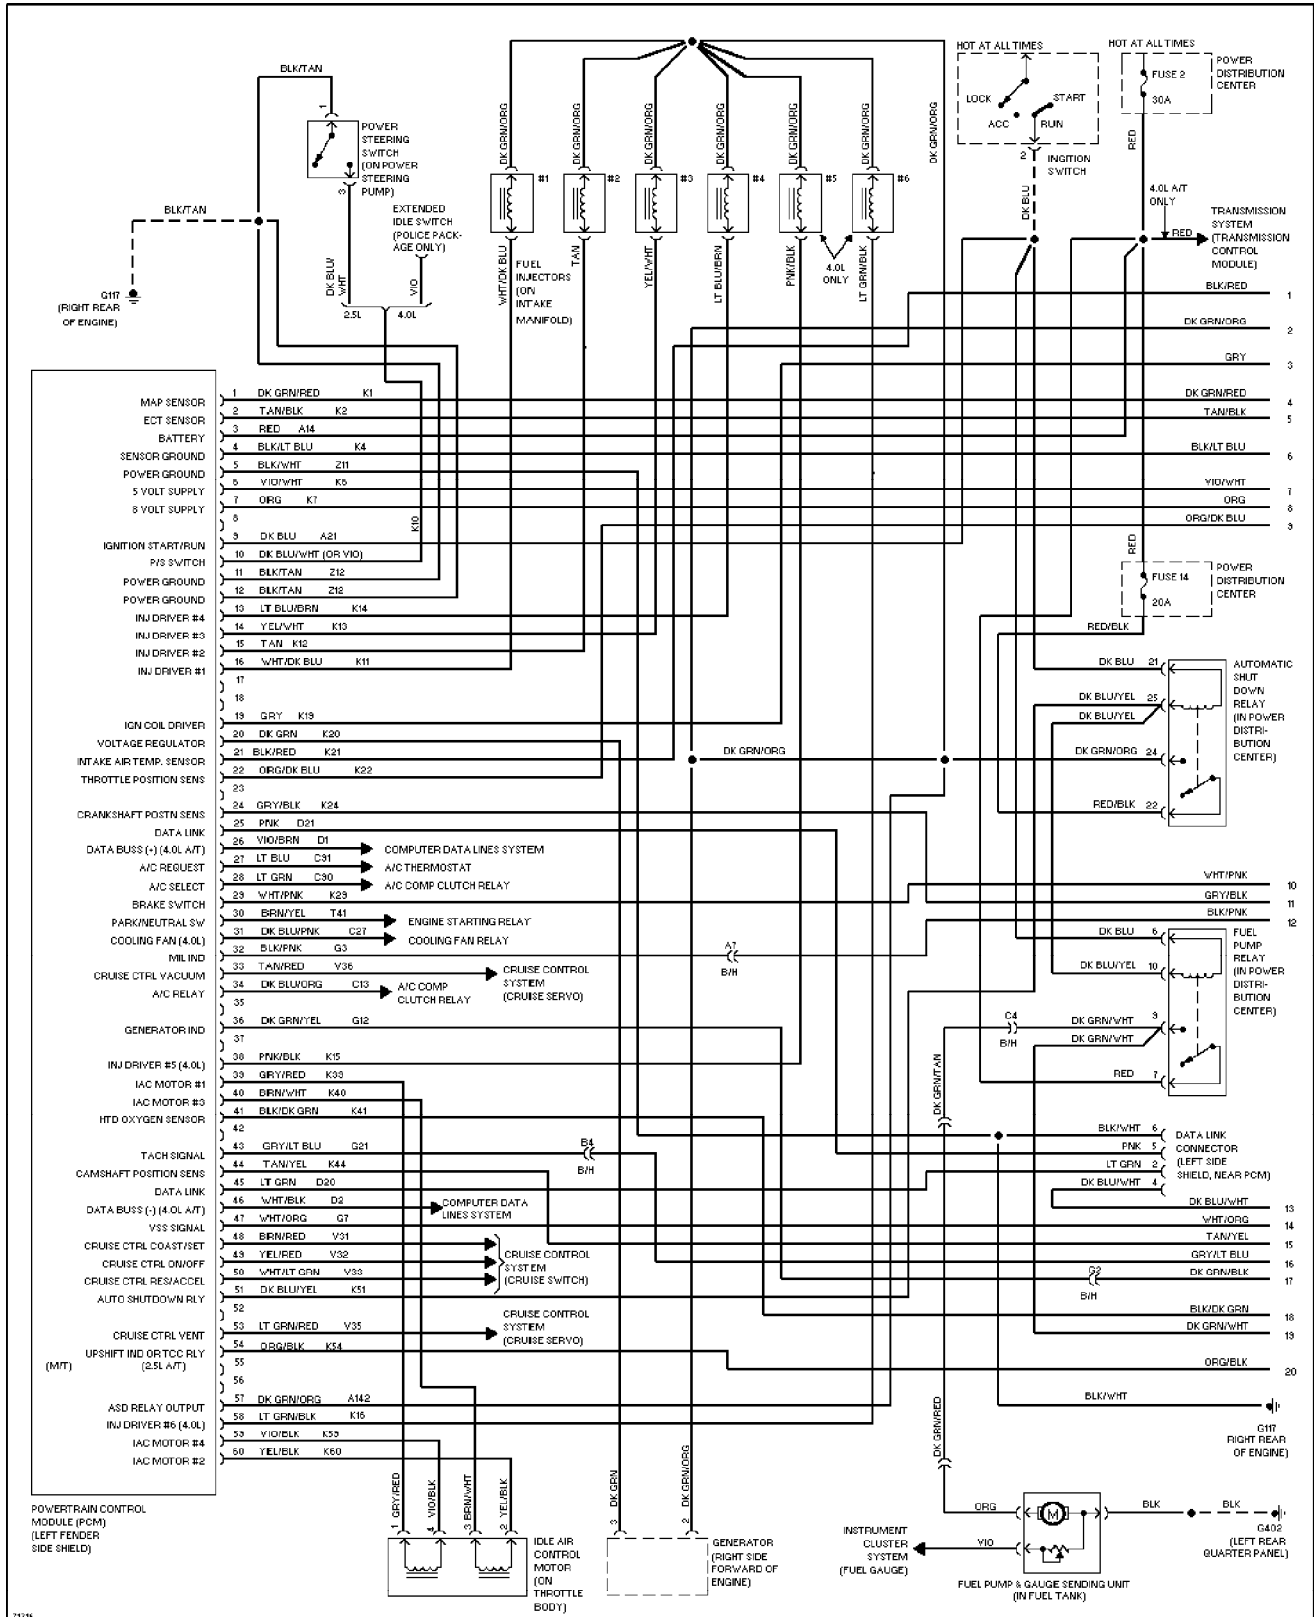 HOT AT ALL TIMES
HOT AT ALL TIMES
FUSE 2
30A
POWER
DISTRIBUTION
CENTER
LOCK
START
ACC
RUN
2
INGITION
SWITCH
DK BLU
RED
BLK/TAN
1
POWER
STEERING
SWITCH
(ON POWER
STEERING
PUMP)
3
BLK/TAN
G117
(RIGHT REAR
OF ENGINE)
EXTENDED
IDLE SWITCH
(POLICE PACK-
AGE ONLY)
DK BLU/
WHT
VIO
2.5L
4.0L
DK GRN/ORG
DK GRN/ORG
DK GRN/ORG
DK GRN/ORG
DK GRN/ORG
DK GRN/ORG
DK GRN/ORG
#1
#2
#3
#4
#5
#6
WHT/DK BLU
TAN
YEL/WHT
LT BLU/BRN
PNK/BLK
LT GRN/BLK
FUEL
INJECTORS
(ON
INTAKE
MANIFOLD)
4.0L
ONLY
4.0L A/T
ONLY
RED
TRANSMISSION
SYSTEM
(TRANSMISSION
CONTROL
MODULE)
BLK/RED 1
DK GRN/ORG 2
GRY 3
DK GRN/RED 4
TAN/BLK 5
BLK/LT BLU 6
VIO/WHT 7
ORG 8
ORG/DK BLU 9
MAP SENSOR 1 DK GRN/RED K1
ECT SENSOR 2 TAN/BLK K2
BATTERY 3 RED A14
SENSOR GROUND 4 BLK/LT BLU K4
POWER GROUND 5 BLK/WHT Z11
5 VOLT SUPPLY 6 VIO/WHT K6
8 VOLT SUPPLY 7 ORG K7
8
IGNITION START/RUN 9 DK BLU A21
P/S SWITCH 10 DK BLU/WHT (OR VIO)
K10
POWER GROUND 11 BLK/TAN Z12
POWER GROUND 12 BLK/TAN Z12
INJ DRIVER #4 13 LT BLU/BRN K14
INJ DRIVER #3 14 YEL/WHT K13
INJ DRIVER #2 15 TAN K12
INJ DRIVER #1 16 WHT/DK BLU K11
17
18
IGN COIL DRIVER 19 GRY K19
VOLTAGE REGULATOR 20 DK GRN K20
INTAKE AIR TEMP. SENSOR 21 BLK/RED K21
THROTTLE POSITION SENS 22 ORG/DK BLU K22
23
CRANKSHAFT POSTN SENS 24 GRY/BLK K24
DATA LINK 25 PNK D21
DATA BUSS (+) (4.0L A/T) 26 VIO/BRN D1 COMPUTER DATA LINES SYSTEM
A/C REQUEST 27 LT BLU C91 A/C THERMOSTAT
A/C SELECT 28 LT GRN C90 A/C COMP CLUTCH RELAY
BRAKE SWITCH 29 WHT/PNK K29
PARK/NEUTRAL SW 30 BRN/YEL T41 ENGINE STARTING RELAY
COOLING FAN (4.0L) 31 DK BLU/PNK C27 COOLING FAN RELAY
MIL IND 32 BLK/PNK G3
CRUISE CTRL VACUUM 33 TAN/RED V36 CRUISE CONTROL
SYSTEM
(CRUISE SERVO)
A/C RELAY 34 DK BLU/ORG C13 A/C COMP
CLUTCH RELAY
35
GENERATOR IND 36 DK GRN/YEL G12
37
INJ DRIVER #5 (4.0L) 38 PNK/BLK K15
IAC MOTOR #1 39 GRY/RED K39
IAC MOTOR #3 40 BRN/WHT K40
HTD OXYGEN SENSOR 41 BLK/DK GRN K41
42
TACH SIGNAL 43 GRY/LT BLU G21
CAMSHAFT POSITION SENS 44 TAN/YEL K44
DATA LINK 45 LT GRN D20
DATA BUSS (-) (4.0L A/T) 46 WHT/BLK D2 COMPUTER DATA
LINES SYSTEM
VSS SIGNAL 47 WHT/ORG G7
CRUISE CTRL COAST/SET 48 BRN/RED V31
CRUISE CTRL ON/OFF 49 YEL/RED V32
CRUISE CTRL RES/ACCEL 50 WHT/LT GRN V33
CRUISE CONTROL
SYSTEM
(CRUISE SWITCH)
AUTO SHUTDOWN RLY 51 DK BLU/YEL K51
52
CRUISE CTRL VENT 53 LT GRN/RED V35
CRUISE CONTROL
SYSTEM
(CRUISE SERVO)
UPSHIFT IND OR TCC RLY 54 ORG/BLK K54
(M/T) (2.5L A/T) 55
56
ASD RELAY OUTPUT 57 DK GRN/ORG A142
INJ DRIVER #6 (4.0L) 58 LT GRN/BLK K16
IAC MOTOR #4 59 VIO/BLK K59
IAC MOTOR #2 60 YEL/BLK K60
POWERTRAIN CONTROL
MODULE (PCM)
(LEFT FENDER
SIDE SHIELD)
RED
FUSE 14
20A
POWER
DISTRIBUTION
CENTER
RED/BLK
DK BLU 21
DK BLU/YEL 25
DK BLU/YEL
DK GRN/ORG
DK GRN/ORG 24
RED/BLK 22
AUTOMATIC
SHUT
DOWN
RELAY
(IN POWER
DISTRI-
BUTION
CENTER)
WHT/PNK 10
GRY/BLK 11
BLK/PNK 12
A7
B/H
DK BLU 6
DK BLU/YEL 10
C4
B/H
DK GRN/WHT 9
DK GRN/WHT
RED 7
FUEL
PUMP
RELAY
(IN POWER
DISTRI-
BUTION
CENTER)
DK GRN/TAN
B4
B/H
BLK/WHT 6
PNK 5
LT GRN 2
DK BLU/WHT 4
DATA LINK
CONNECTOR
(LEFT SIDE
SHIELD, NEAR PCM)
DK BLU/WHT 13
WHT/ORG 14
TAN/YEL 15
GRY/LT BLU 16
G2
B/H
DK GRN/BLK 17
BLK/DK GRN 18
DK GRN/WHT 19
ORG/BLK 20
BLK/WHT
G117
RIGHT REAR
OF ENGINE)
DK GRN/RED
1 GRY/RED
4 VIO/BLK
3 BRN/WHT
2 YEL/BLK
IDLE AIR
CONTROL
MOTOR
(ON
THROTTLE
BODY)
3 DK GRN
2 DK GRN/ORG
GENERATOR
(RIGHT SIDE
FORWARD OF
ENGINE)
ORG
M
BLK
BLK
G402
(LEFT REAR
QUARTER PANEL)
VIO
INSTRUMENT
CLUSTER
SYSTEM
(FUEL GAUGE)
FUEL PUMP & GAUGE SENDING UNIT
(IN FUEL TANK)